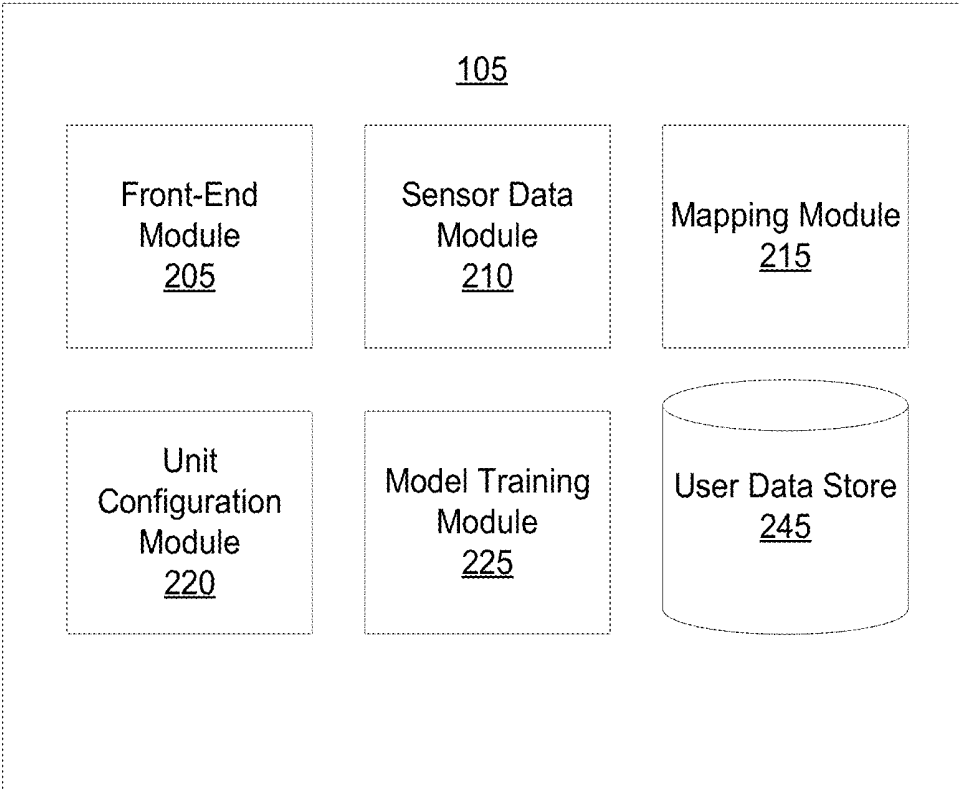 105
Front-End
Module
205
Sensor Data
Module
210
Mapping Module
215
Unit
Configuration
Module
220
Model Training
Module
225
User Data Store
245